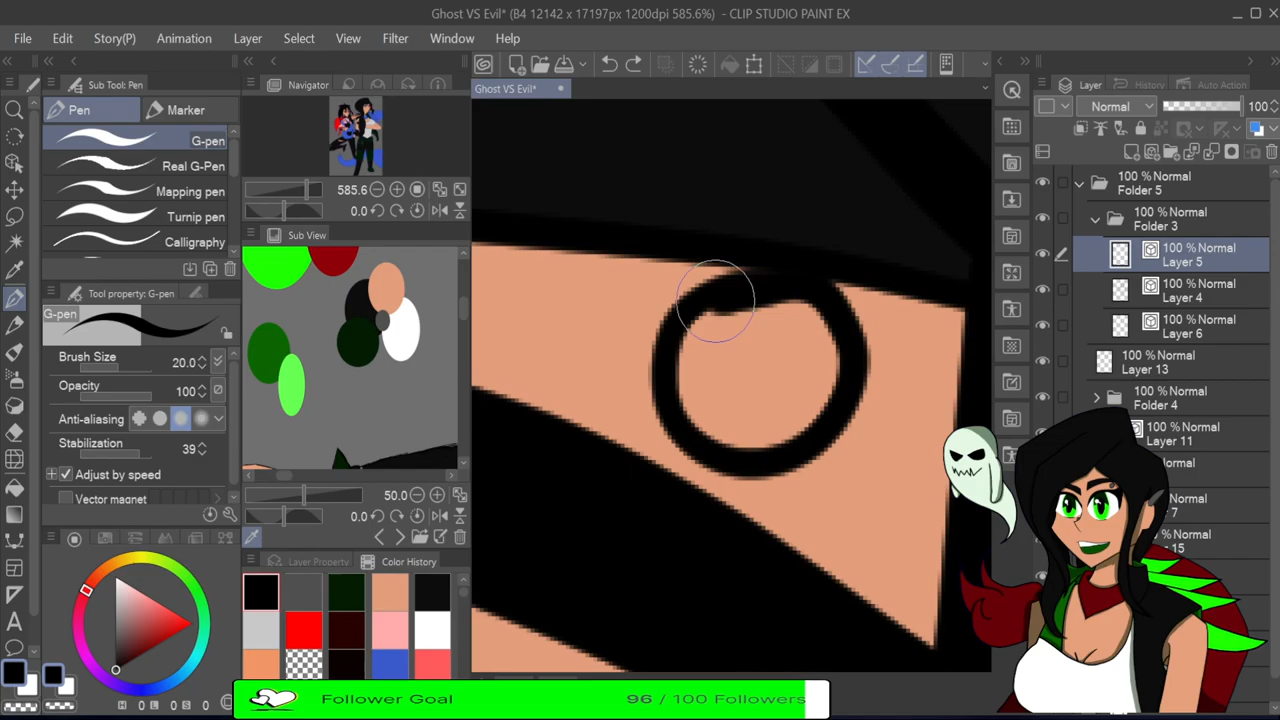 Ghost VS Evil* (B4 12142 x 17197px 1200dpi 585.6%) - CLIP STUDIO PAINT EX
File Edit Story(P) Animation Layer Select View Filter Window Help
Sub Tool: Pen
Pen Marker
G-pen
Real G-Pen
Mapping pen
Turnip pen
Calligraphy
Tool property: G-pen
G-pen
Brush Size 20.0
Opacity 100
Anti-aliasing
Stabilization 39
Adjust by speed
Vector magnet
H 0 L 0 S 0
Navigator
585.6
0.0
Sub View
50.0
0.0
Layer Property Color History
Ghost VS Evil*
Layer History Auto Action
Normal 100
100 % Normal
Folder 5
100 % Normal
Folder 3
100 % Normal
Layer 5
100 % Normal
Layer 4
100 % Normal
Layer 6
100 % Normal
Layer 13
100 % Normal
Folder 4
100 % Normal
Layer 11
Normal
Normal
7
Normal
15
Follower Goal 96 / 100 Followers